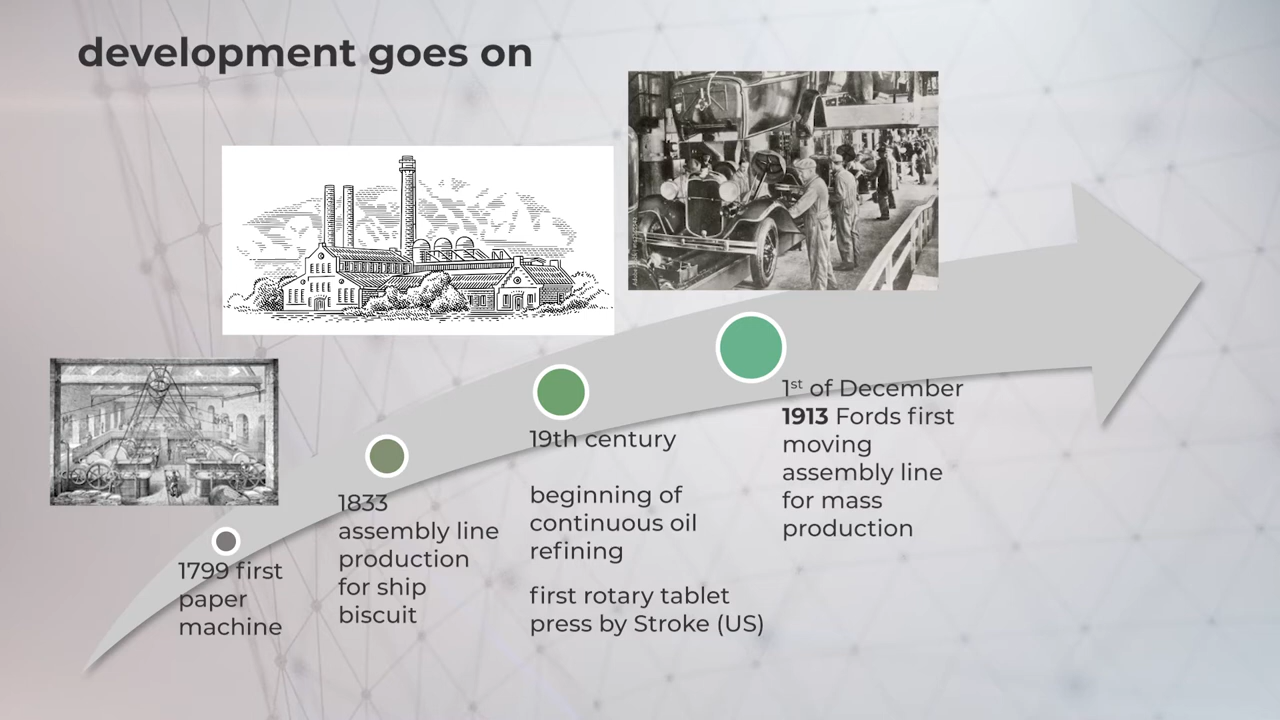 development goes on
1799 first
paper
machine
1833
assembly line
production
for ship
biscuit
19th century
beginning of
continuous oil
refining
first rotary tablet
press by Stroke (US)
1st of December
1913 Fords first
moving
assembly line
for mass
production